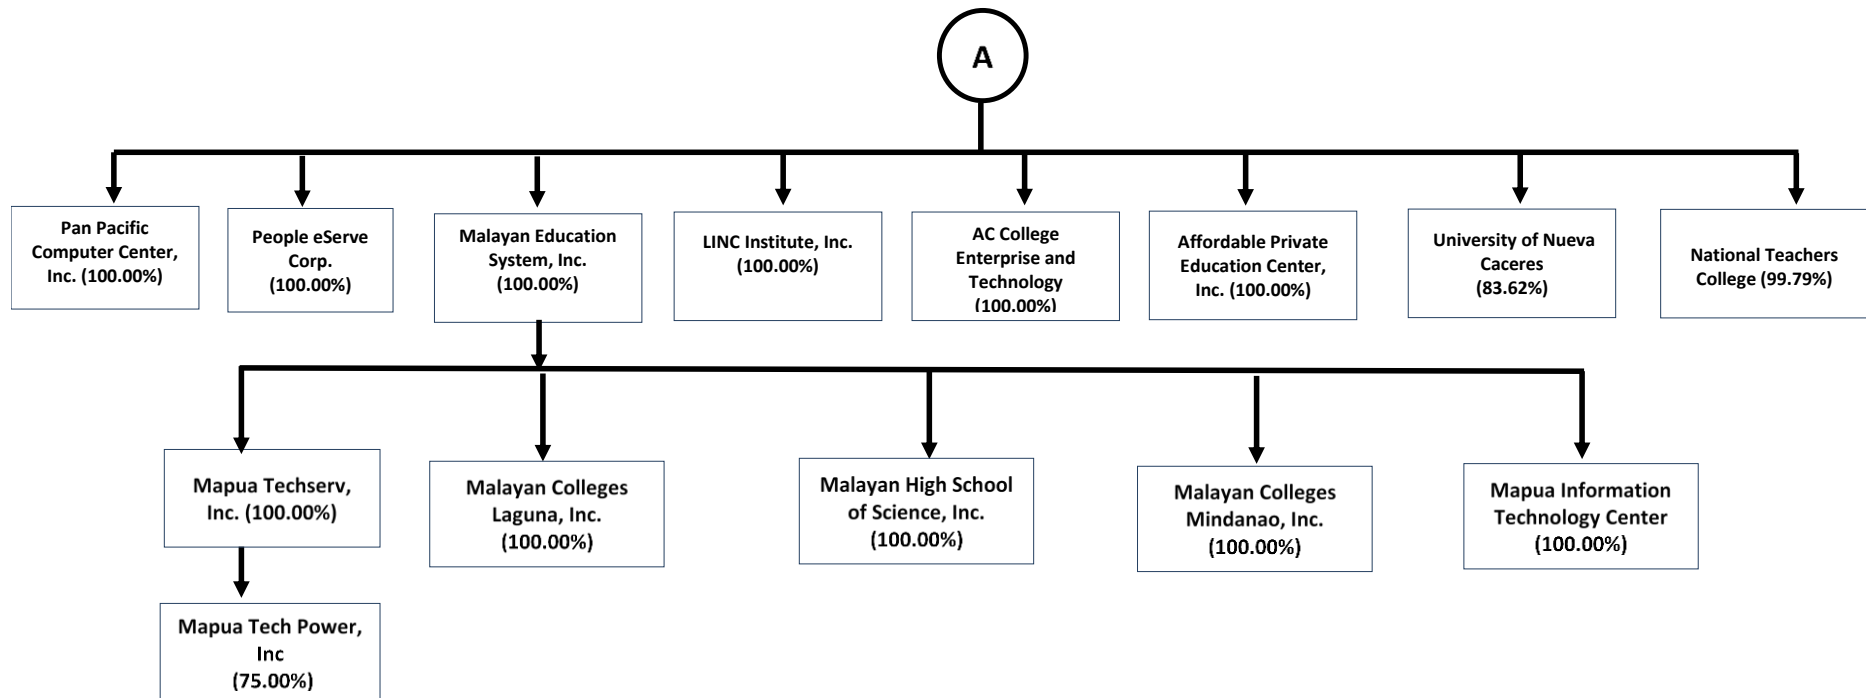 A
Pan Pacific
Computer Center,
Inc. (100.00%)
People eServe
Corp.
(100.00%)
Malayan Education
System, Inc.
(100.00%)
LINC Institute, Inc.
(100.00%)
AC College
Enterprise and
Technology
(100.00%)
Affordable Private
Education Center,
Inc. (100.00%)
University of Nueva
Caceres
(83.62%)
National Teachers
College (99.79%)
Mapua Techserv,
Inc. (100.00%)
Malayan Colleges
Laguna, Inc.
(100.00%)
Malayan High School
of Science, Inc.
(100.00%)
Malayan Colleges
Mindanao, Inc.
(100.00%)
Mapua Information
Technology Center
(100.00%)
Mapua Tech Power,
Inc
(75.00%)